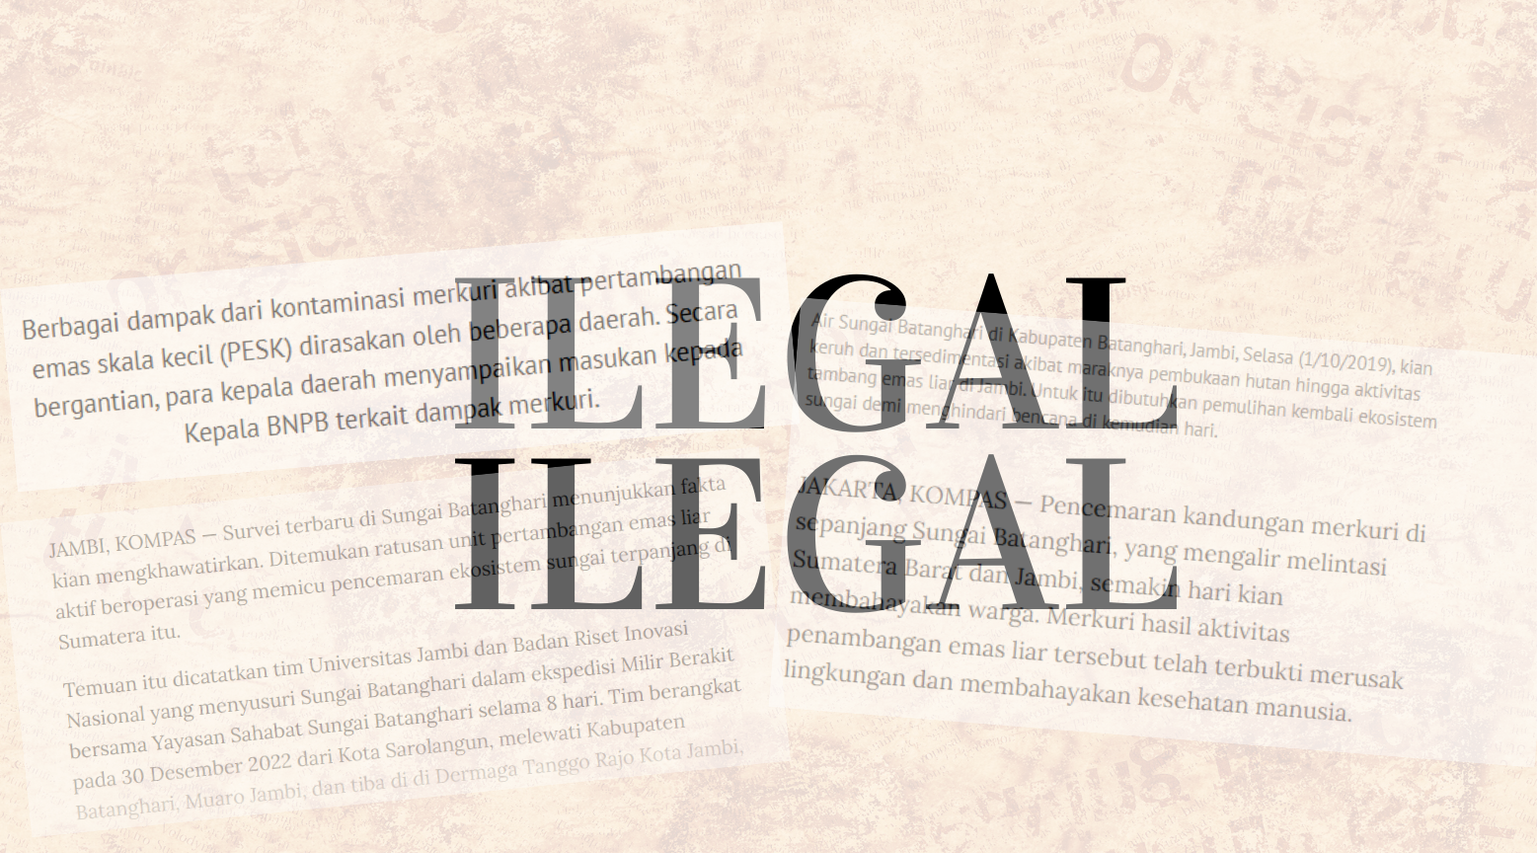 Berbagai dampak dari kontaminasi merkuri akibat pertambangan
emas skala kecil (PESK) dirasakan oleh beberapa daerah. Secara
bergantian, para kepala daerah menyampaikan masukan kepada
Kepala BNPB terkait dampak merkuri.
ILEGAL
Air Sungai Batanghari di Kabupaten Batanghari, Jambi, Selasa (1/10/2019), kian
keruh dan tersedimentasi akibat maraknya pembukaan hutan hingga aktivitas
tambang emas liar di Jambi. Untuk itu dibutuhkan pemulihan kembali ekosistem
sungai demi menghindari bencana di kemudian hari.
ILEGAL
JAMBI, KOMPAS — Survei terbaru di Sungai Batanghari menunjukkan fakta
kian mengkhawatirkan. Ditemukan ratusan unit pertambangan emas liar
aktif beroperasi yang memicu pencemaran ekosistem sungai terpanjang di
Sumatera itu.
Temuan itu dicatatkan tim Universitas Jambi dan Badan Riset Inovasi
Nasional yang menyusuri Sungai Batanghari dalam ekspedisi Milir Berakit
bersama Yayasan Sahabat Sungai Batanghari selama 8 hari. Tim berangkat
pada 30 Desember 2022 dari Kota Sarolangun, melewati Kabupaten
Batanghari, Muaro Jambi, dan tiba di di Dermaga Tanggo Rajo Kota Jambi,
JAKARTA, KOMPAS — Pencemaran kandungan merkuri di
sepanjang Sungai Batanghari, yang mengalir melintasi
Sumatera Barat dan Jambi, semakin hari kian
membahayakan warga. Merkuri hasil aktivitas
penambangan emas liar tersebut telah terbukti merusak
lingkungan dan membahayakan kesehatan manusia.